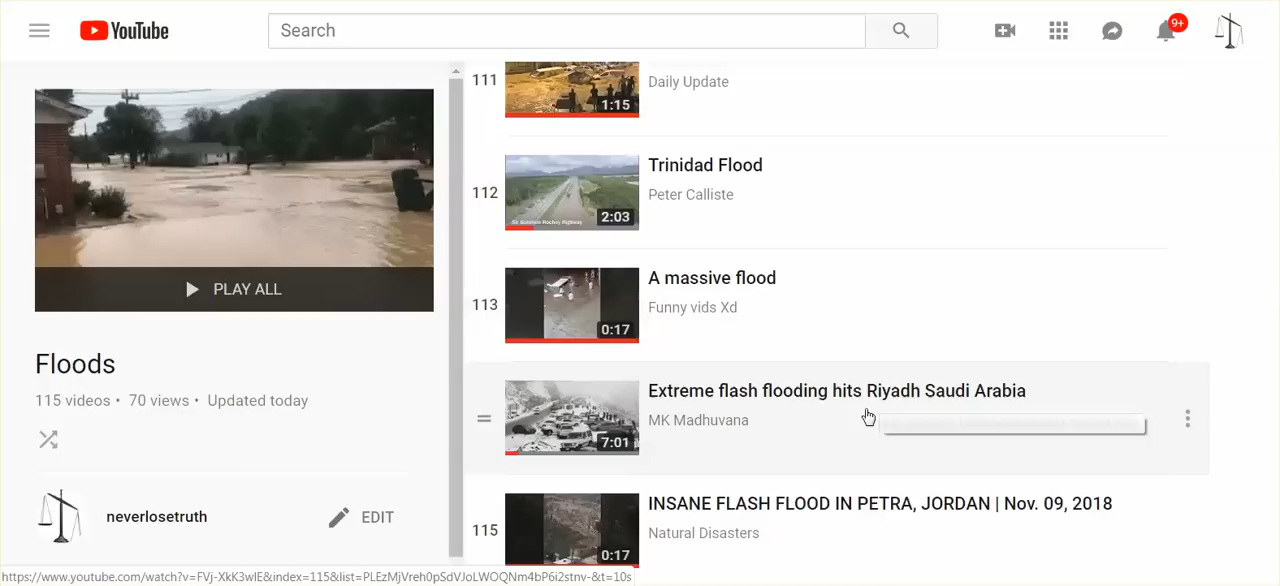 YouTube
Search
9+
PLAY ALL
Floods
115 videos • 70 views • Updated today
neverlosetruth
EDIT
111
1:15
Daily Update
112
2:03
Trinidad Flood
Peter Calliste
113
0:17
A massive flood
Funny vids Xd
7:01
Extreme flash flooding hits Riyadh Saudi Arabia
MK Madhuvana
115
0:17
INSANE FLASH FLOOD IN PETRA, JORDAN | Nov. 09, 2018
Natural Disasters
https://www.youtube.com/watch?v=FVj-XkK3wlE&index=115&list=PLEzMjVreh0pSdVJoLWOQNm4bP6i2stnv-&t=10s